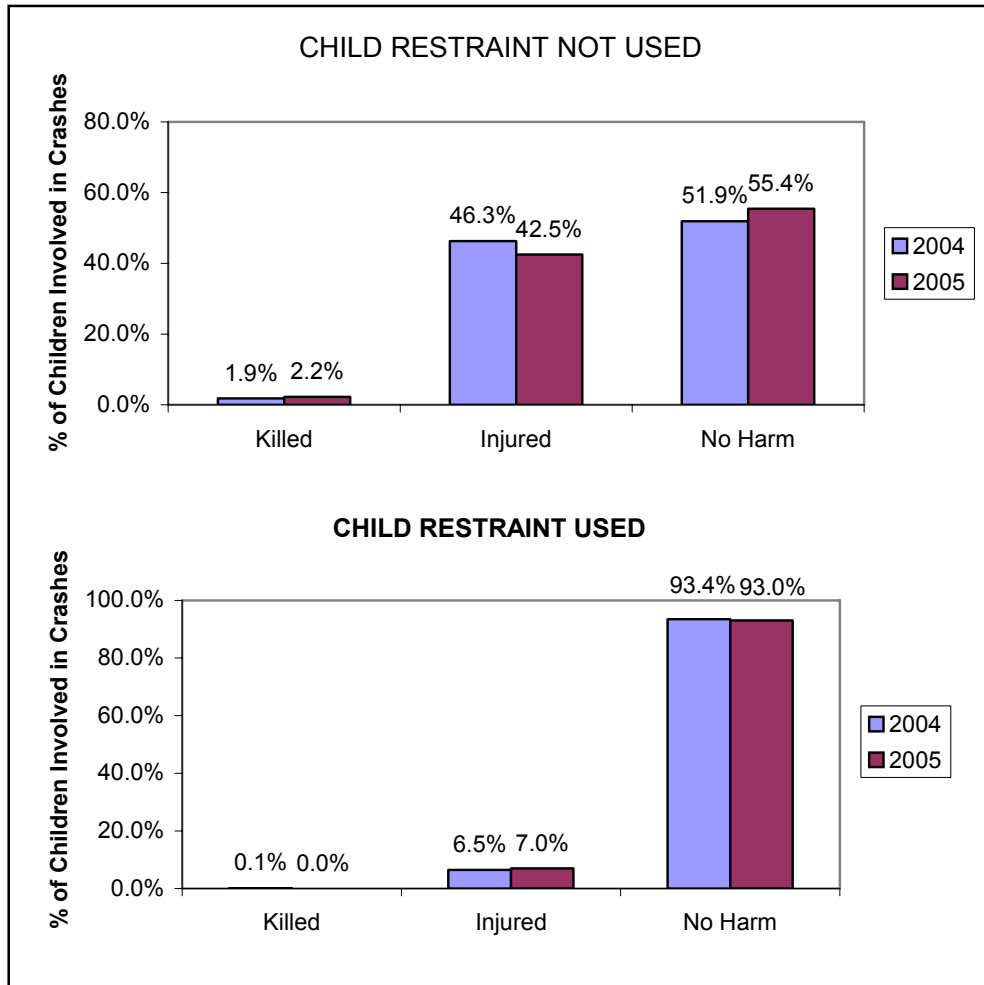 CHILD RESTRAINT NOT USED
% of Children Involved in Crashes
80.0%
60.0%
40.0%
20.0%
0.0%
1.9%
2.2%
46.3%
42.5%
51.9%
55.4%
Killed
Injured
No Harm
2004
2005
CHILD RESTRAINT USED
% of Children Involved in Crashes
100.0%
80.0%
60.0%
40.0%
20.0%
0.0%
0.1%
0.0%
6.5%
7.0%
93.4%
93.0%
Killed
Injured
No Harm
2004
2005